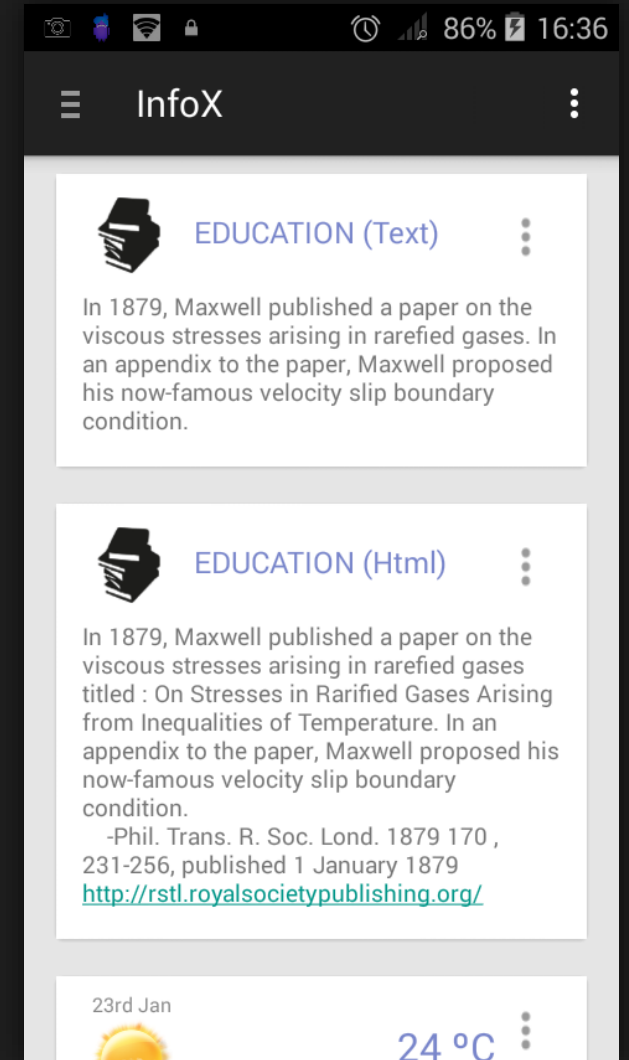 86% 16:36
InfoX
EDUCATION (Text)
In 1879, Maxwell published a paper on the
viscous stresses arising in rarefied gases. In
an appendix to the paper, Maxwell proposed
his now-famous velocity slip boundary
condition.
EDUCATION (Html)
In 1879, Maxwell published a paper on the
viscous stresses arising in rarefied gases
titled : On Stresses in Rarified Gases Arising
from Inequalities of Temperature. In an
appendix to the paper, Maxwell proposed his
now-famous velocity slip boundary
condition.
-Phil. Trans. R. Soc. Lond. 1879 170 ,
231-256, published 1 January 1879
http://rstl.royalsocietypublishing.org/
23rd Jan
24 ºC